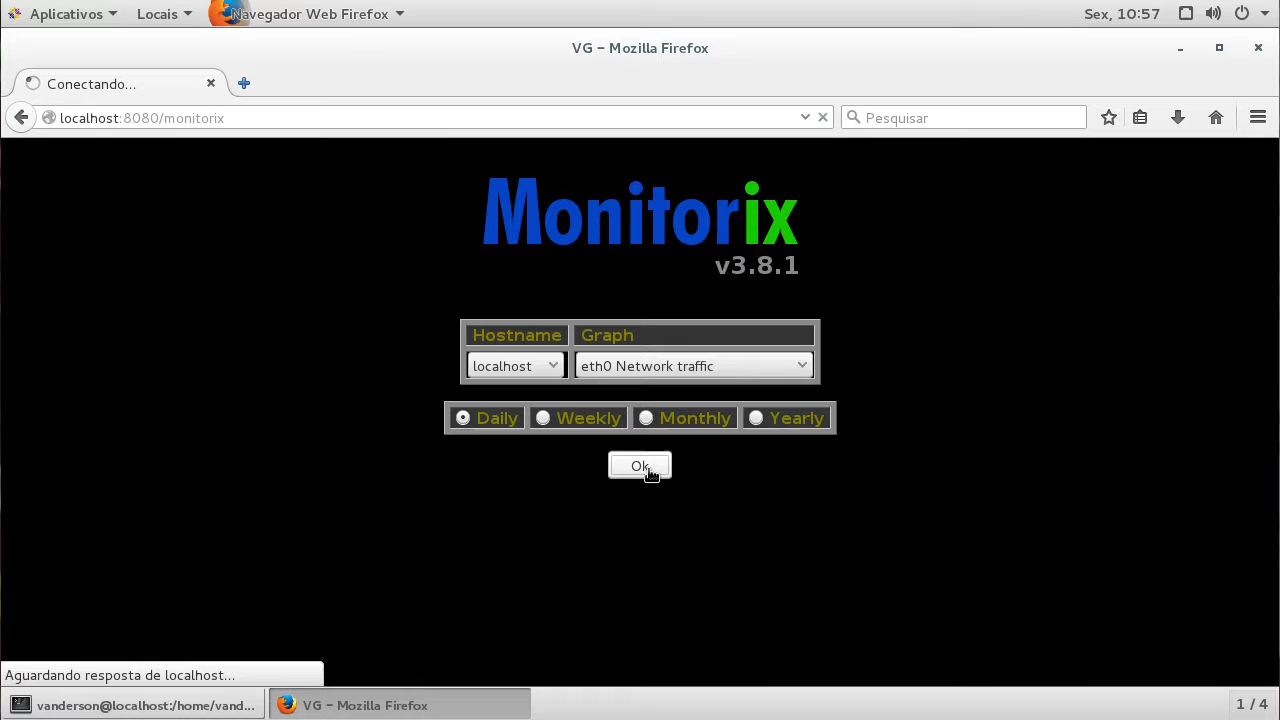 Aplicativos Locais Navegador Web Firefox Sex, 10:57
VG – Mozilla Firefox
Conectando...
localhost:8080/monitorix Pesquisar
Monitorix
v3.8.1
Hostname Graph
localhost eth0 Network traffic
Daily Weekly Monthly Yearly
Ok
Aguardando resposta de localhost...
vanderson@localhost:/home/vand... VG – Mozilla Firefox 1 / 4